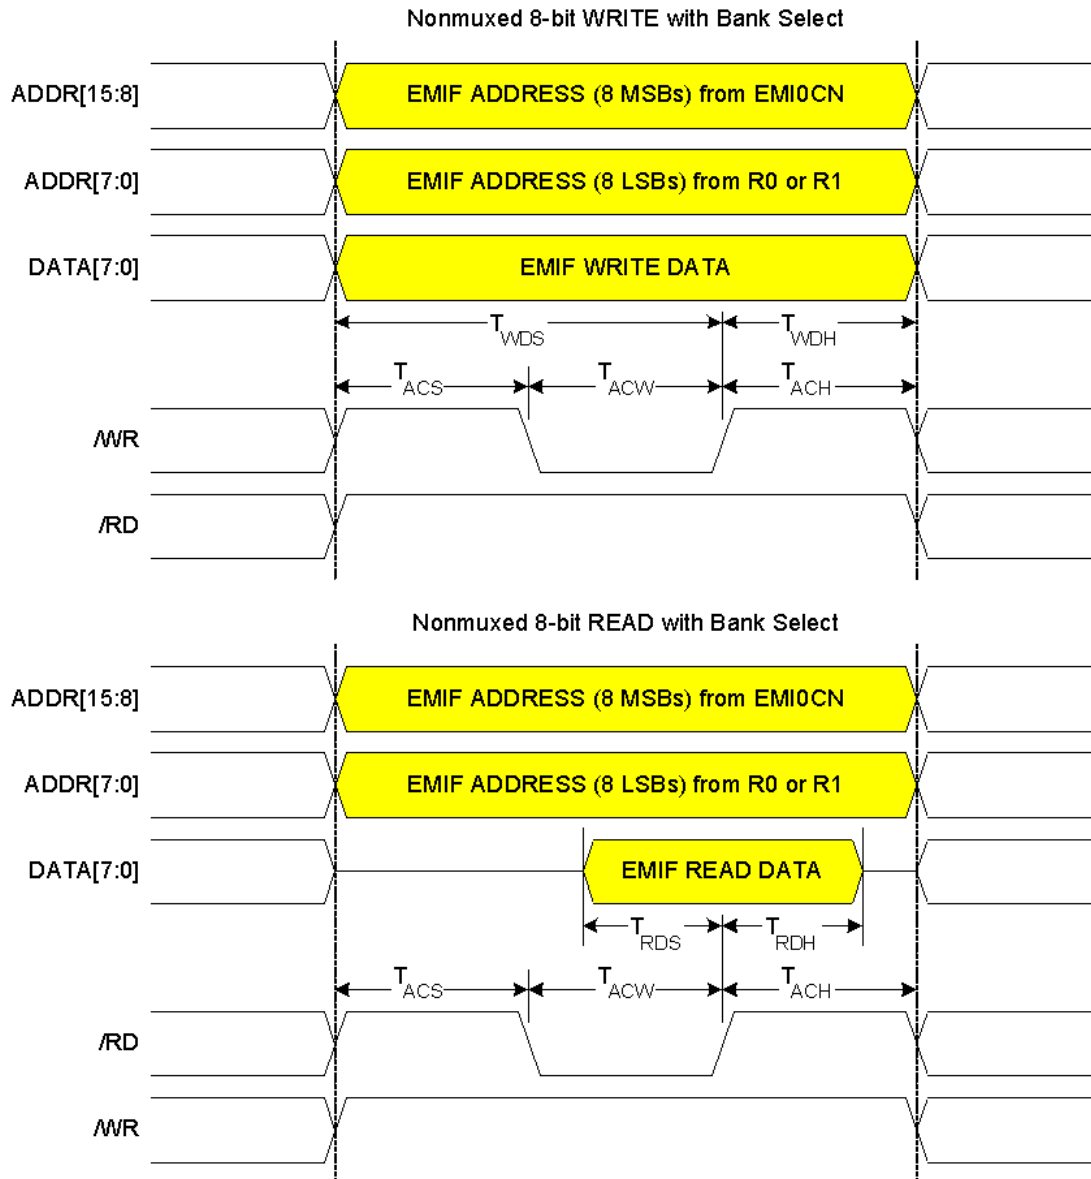 Nonmuxed 8-bit WRITE with Bank Select
ADDR[15:8]
EMIF ADDRESS (8 MSBs) from EMI0CN
ADDR[7:0]
EMIF ADDRESS (8 LSBs) from R0 or R1
DATA[7:0]
EMIF WRITE DATA
TWDS TWDH
TACS TACW TACH
/WR
/RD
Nonmuxed 8-bit READ with Bank Select
ADDR[15:8]
EMIF ADDRESS (8 MSBs) from EMI0CN
ADDR[7:0]
EMIF ADDRESS (8 LSBs) from R0 or R1
DATA[7:0]
EMIF READ DATA
TRDS TRDH
TACS TACW TACH
/RD
/WR